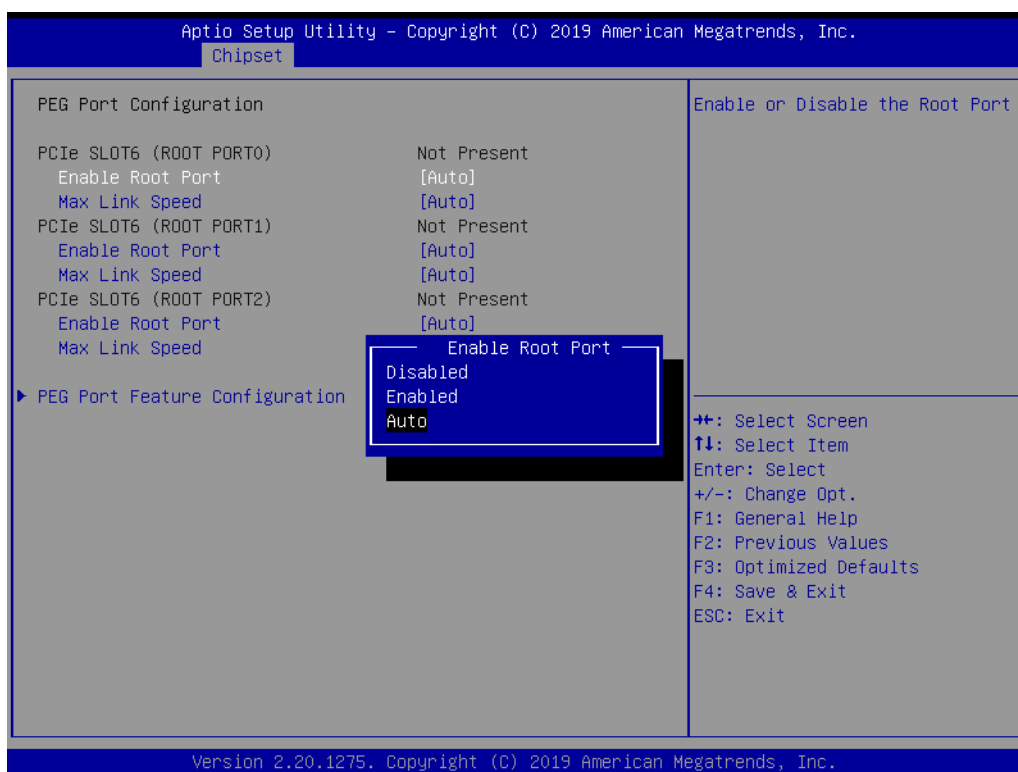 Aptio Setup Utility – Copyright (C) 2019 American Megatrends, Inc.
Chipset
PEG Port Configuration
PCIe SLOT6 (ROOT PORT0) Not Present
Enable Root Port [Auto]
Max Link Speed [Auto]
PCIe SLOT6 (ROOT PORT1) Not Present
Enable Root Port [Auto]
Max Link Speed [Auto]
PCIe SLOT6 (ROOT PORT2) Not Present
Enable Root Port [Auto]
Max Link Speed
PEG Port Feature Configuration
Enable Root Port
Disabled
Enabled
Auto
Enable or Disable the Root Port
→←: Select Screen
↑↓: Select Item
Enter: Select
+/-: Change Opt.
F1: General Help
F2: Previous Values
F3: Optimized Defaults
F4: Save & Exit
ESC: Exit
Version 2.20.1275. Copyright (C) 2019 American Megatrends, Inc.